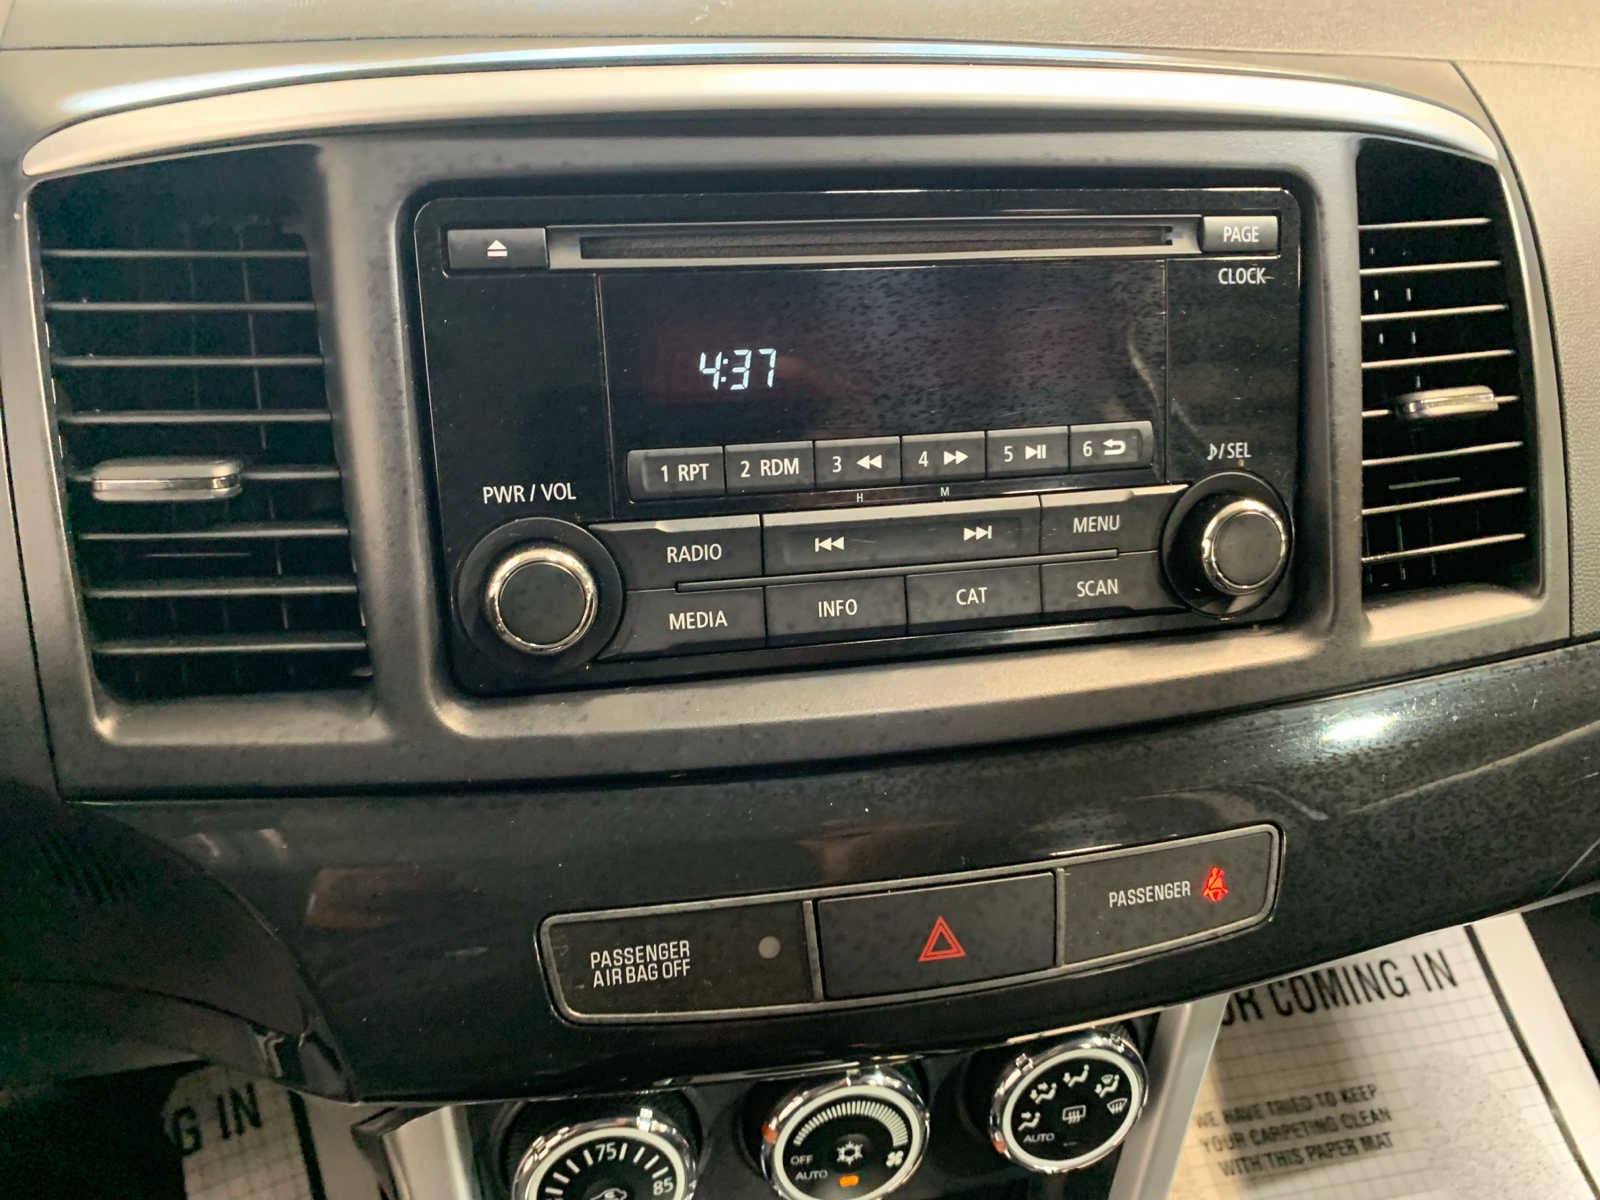 PAGE
CLOCK
4:37
♪/SEL
1 RPT
2 RDM
3
4
5
6
H
M
PWR / VOL
RADIO
MENU
MEDIA
INFO
CAT
SCAN
PASSENGER
AIR BAG OFF
PASSENGER
OR COMING IN
WE HAVE TRIED TO KEEP
YOUR CARPETING CLEAN
WITH THIS PAPER MAT
G IN
75
85
OFF
AUTO
AUTO